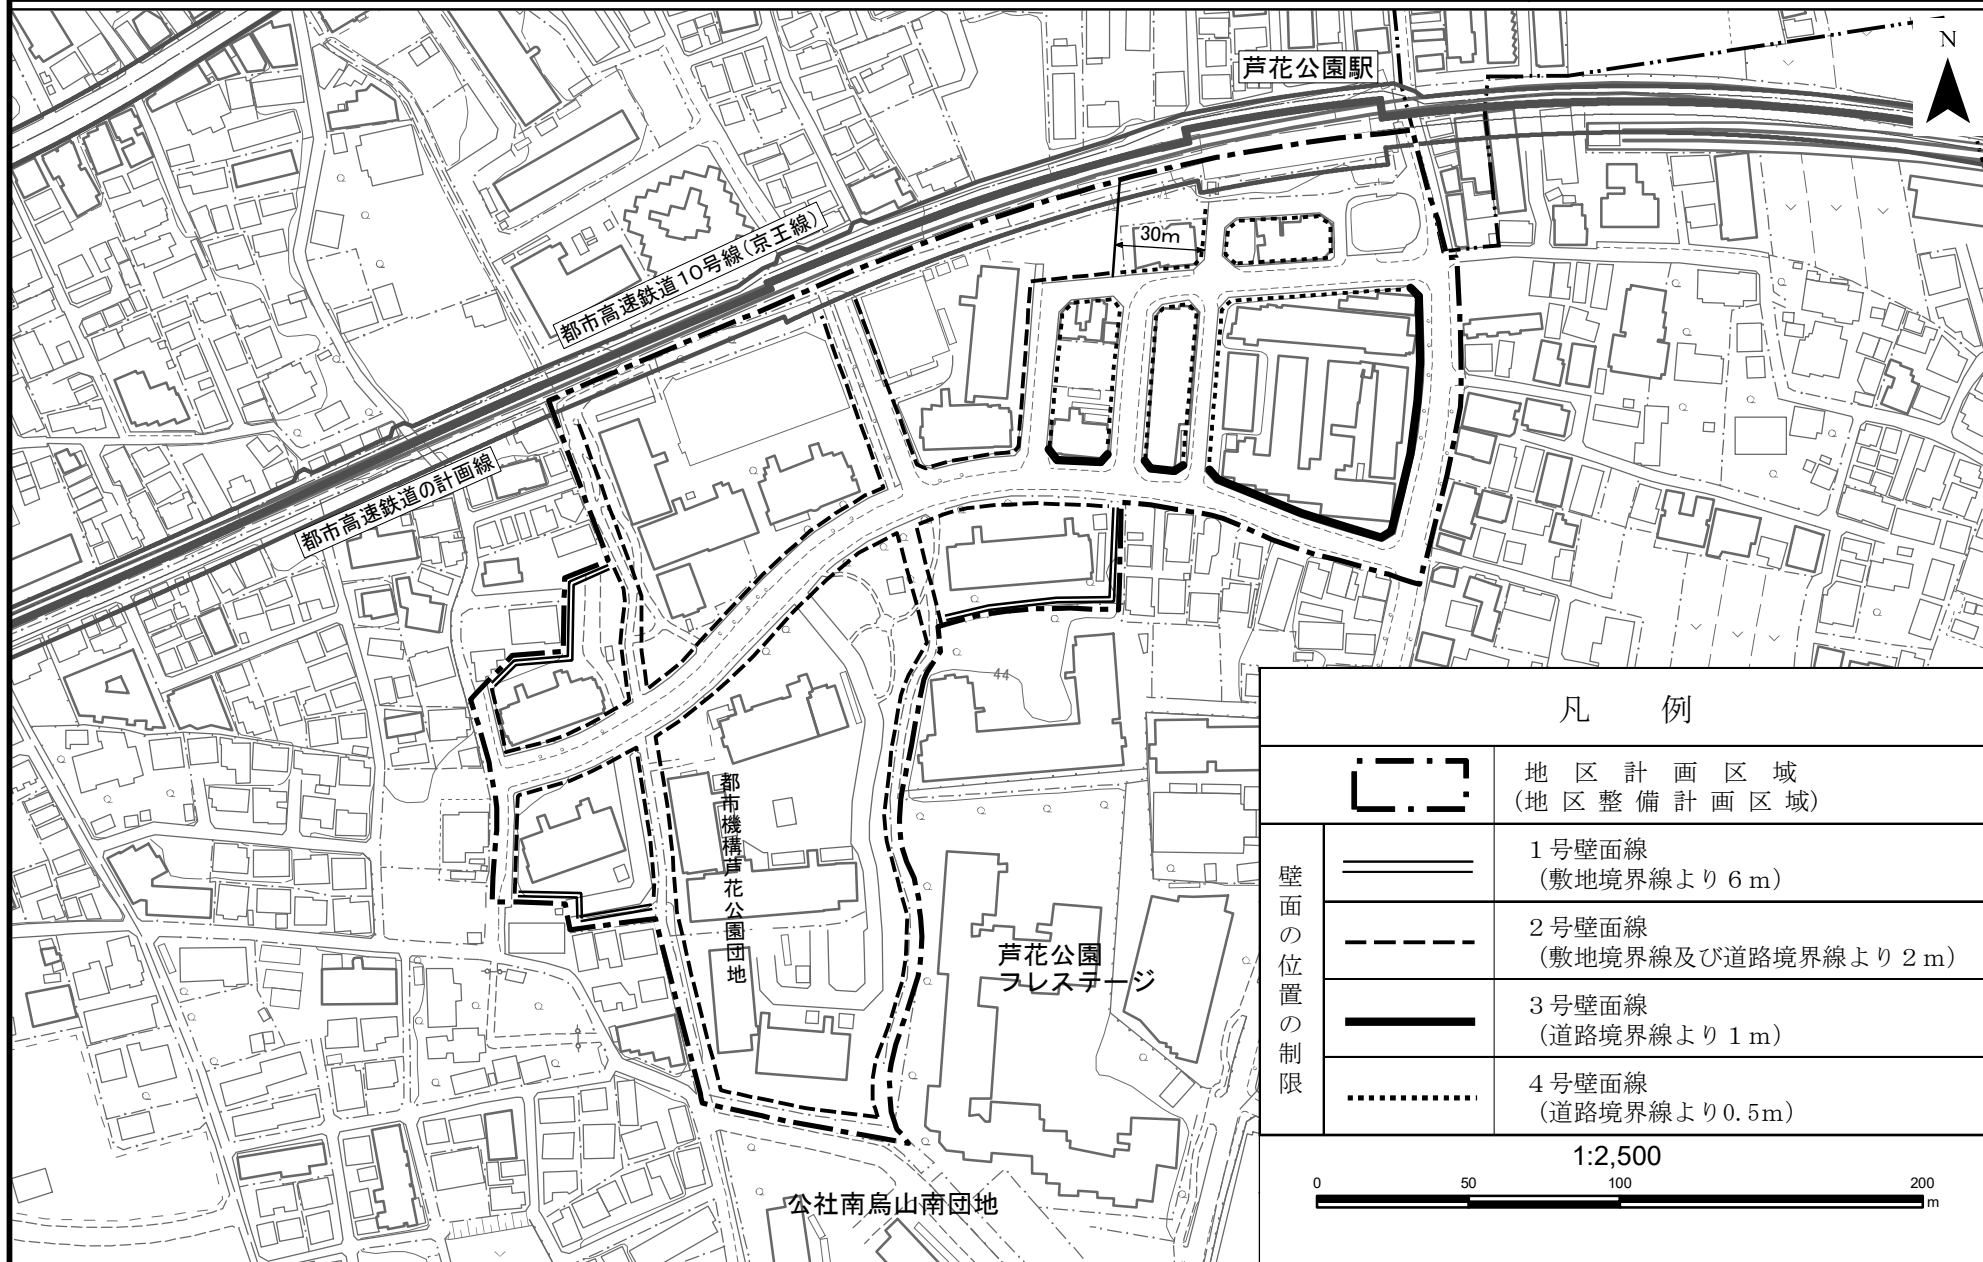 N
芦花公園駅
30m
都市高速鉄道10号線(京王線)
都市高速鉄道の計画線
44
都市機構芦花公園団地
芦花公園
フレステージ
公社南烏山南団地
凡 例
地区計画区域
(地区整備計画区域)
壁面の位置の制限
1号壁面線
(敷地境界線より6m)
2号壁面線
(敷地境界線及び道路境界線より2m)
3号壁面線
(道路境界線より1m)
4号壁面線
(道路境界線より0.5m)
1:2,500
0 50 100 200
m